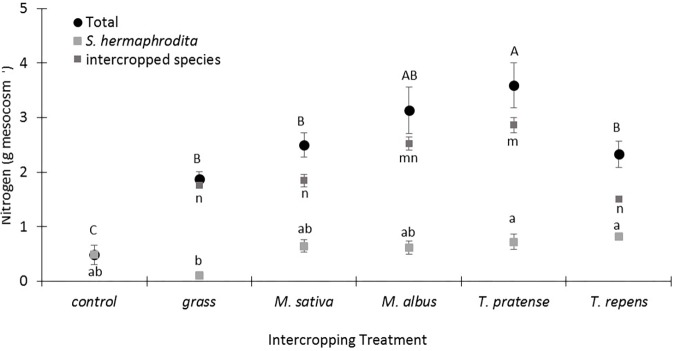 5
4
3
2
1
0
Nitrogen (g mesocosm ⁻¹)
Total
S. hermaphrodita
intercropped species
C
ab
B
n
b
B
n
ab
AB
mn
ab
A
m
a
B
n
a
control
grass
M. sativa
M. albus
T. pratense
T. repens
Intercropping Treatment